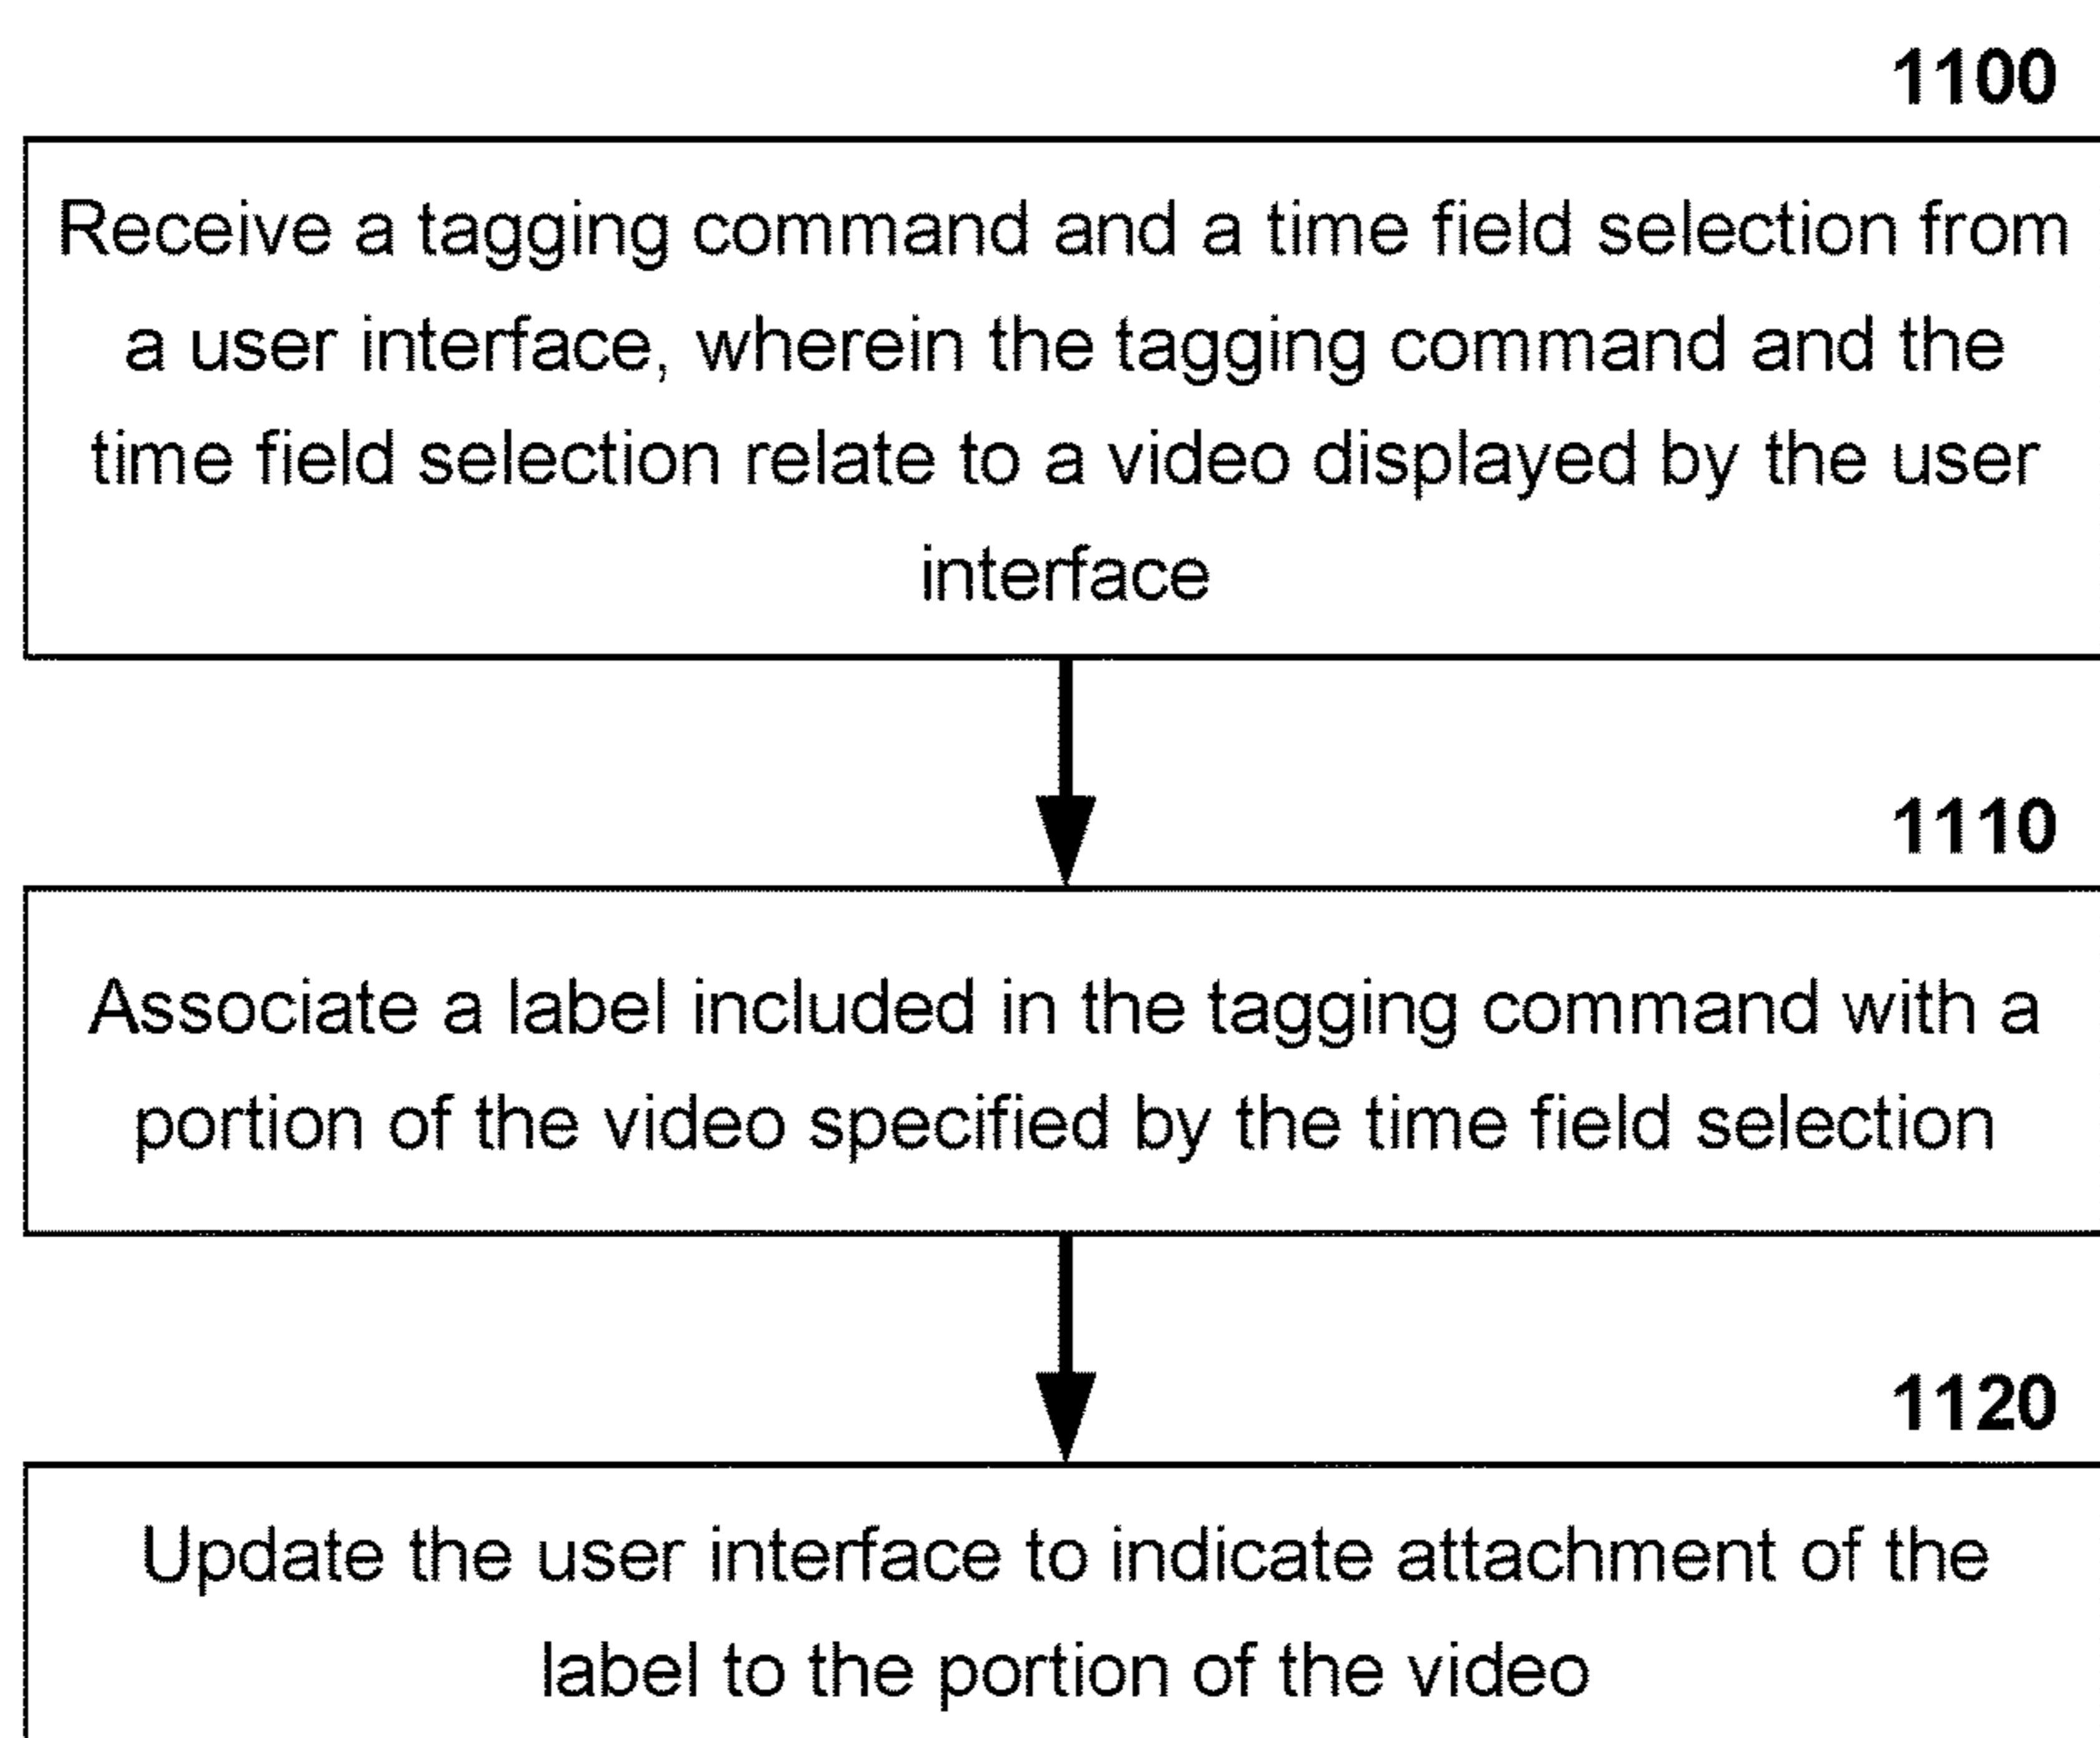 1100
Receive a tagging command and a time field selection from
a user interface, wherein the tagging command and the
time field selection relate to a video displayed by the user
interface
1110
Associate a label included in the tagging command with a
portion of the video specified by the time field selection
1120
Update the user interface to indicate attachment of the
label to the portion of the video